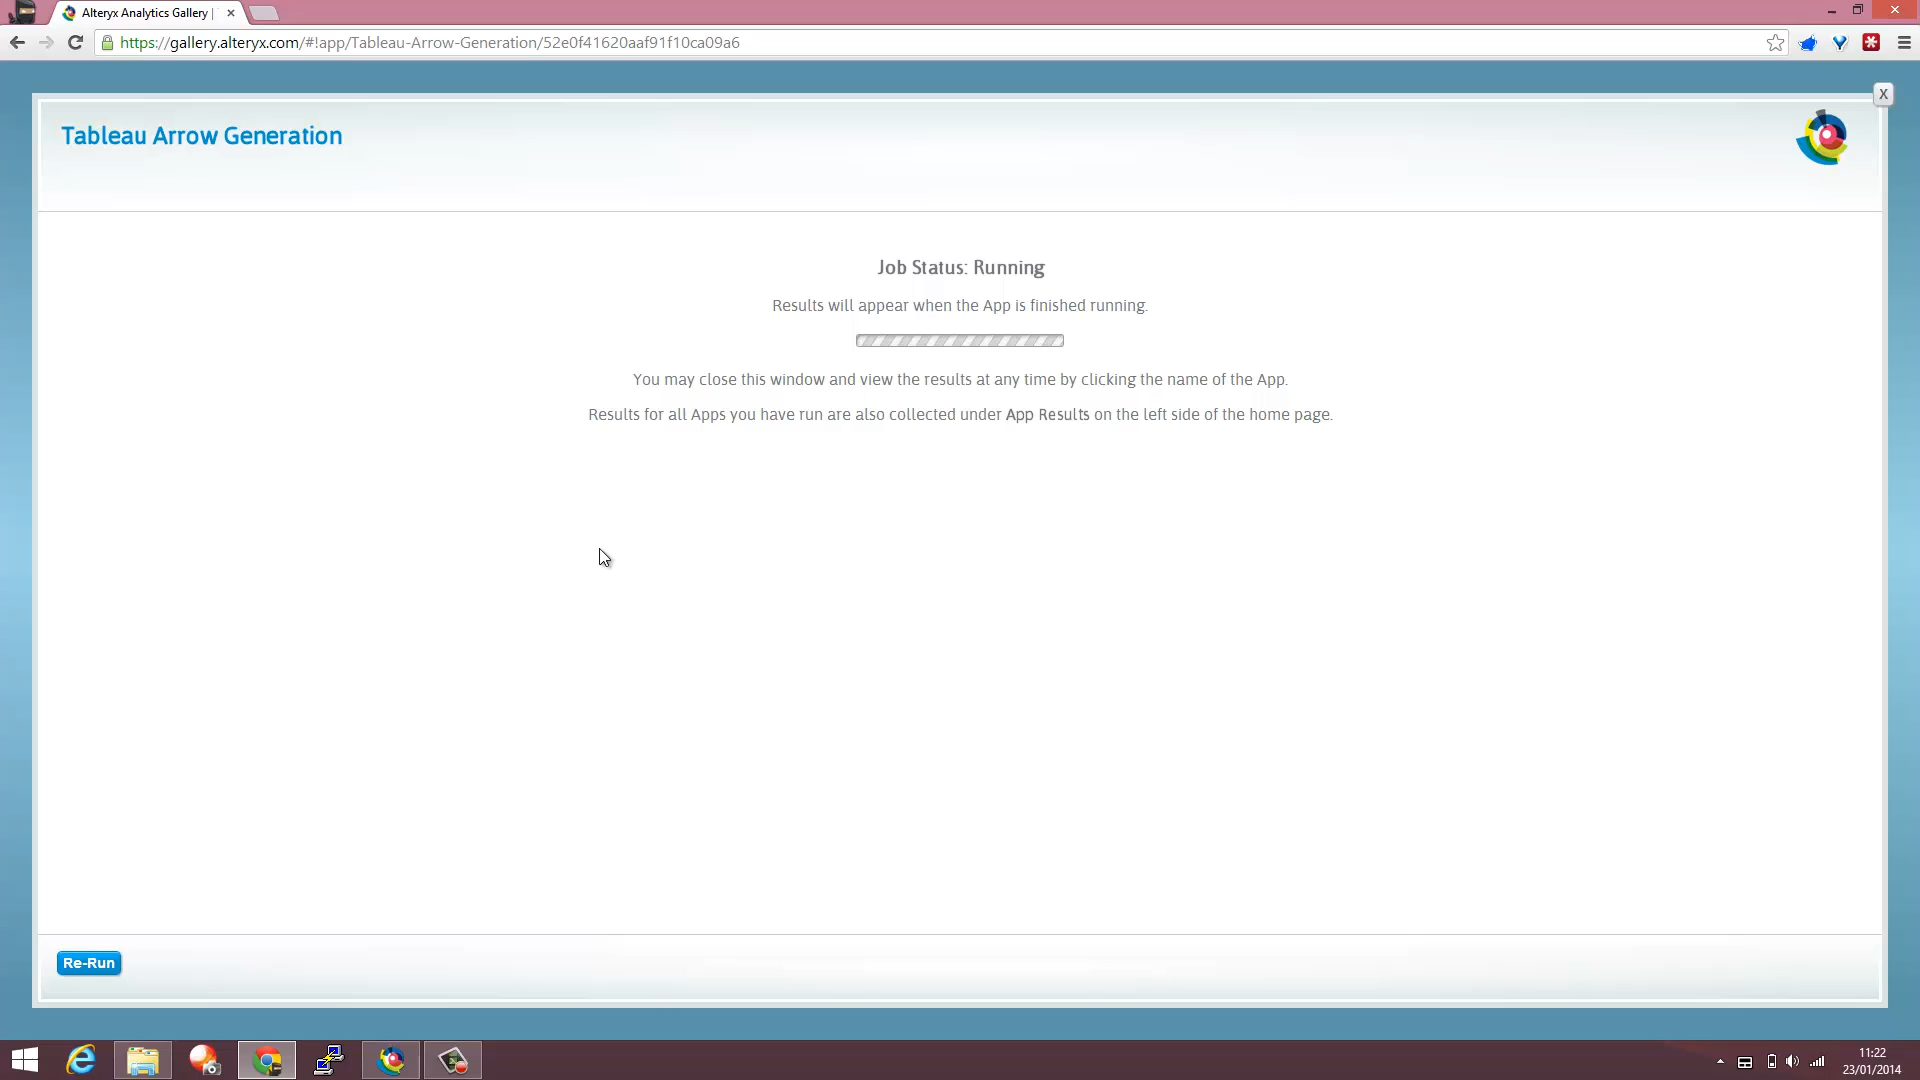 Alteryx Analytics Gallery |
https://gallery.alteryx.com/#!app/Tableau-Arrow-Generation/52e0f41620aaf91f10ca09a6
X
Tableau Arrow Generation
Job Status: Running
Results will appear when the App is finished running.
You may close this window and view the results at any time by clicking the name of the App.
Results for all Apps you have run are also collected under App Results on the left side of the home page.
Re-Run
11:22
23/01/2014